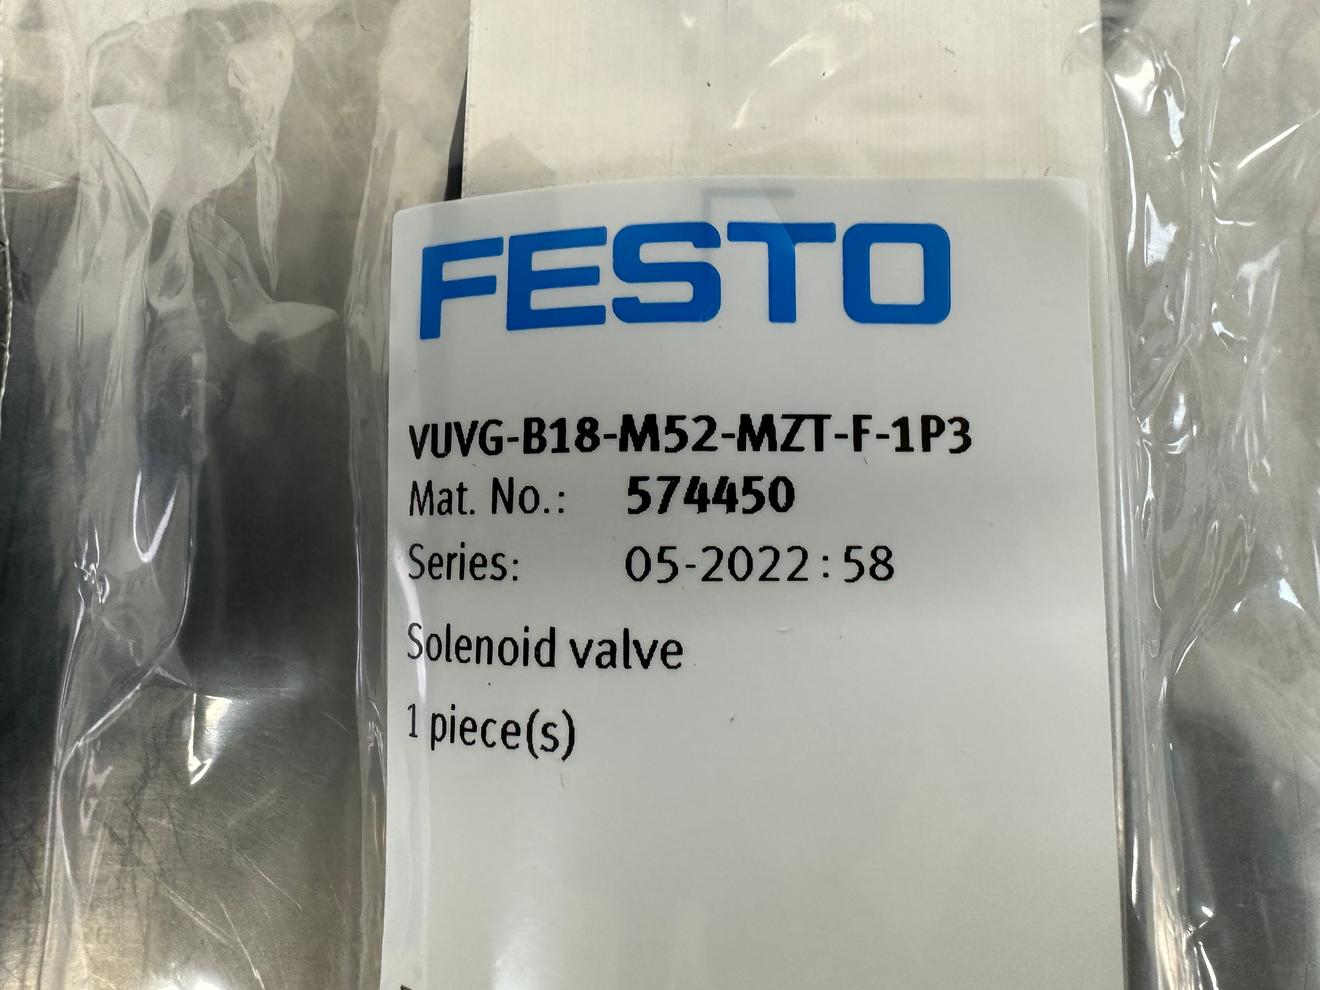 FESTO
VUVG-B18-M52-MZT-F-1P3
Mat. No.: 574450
Series: 05-2022:58
Solenoid valve
1 piece(s)